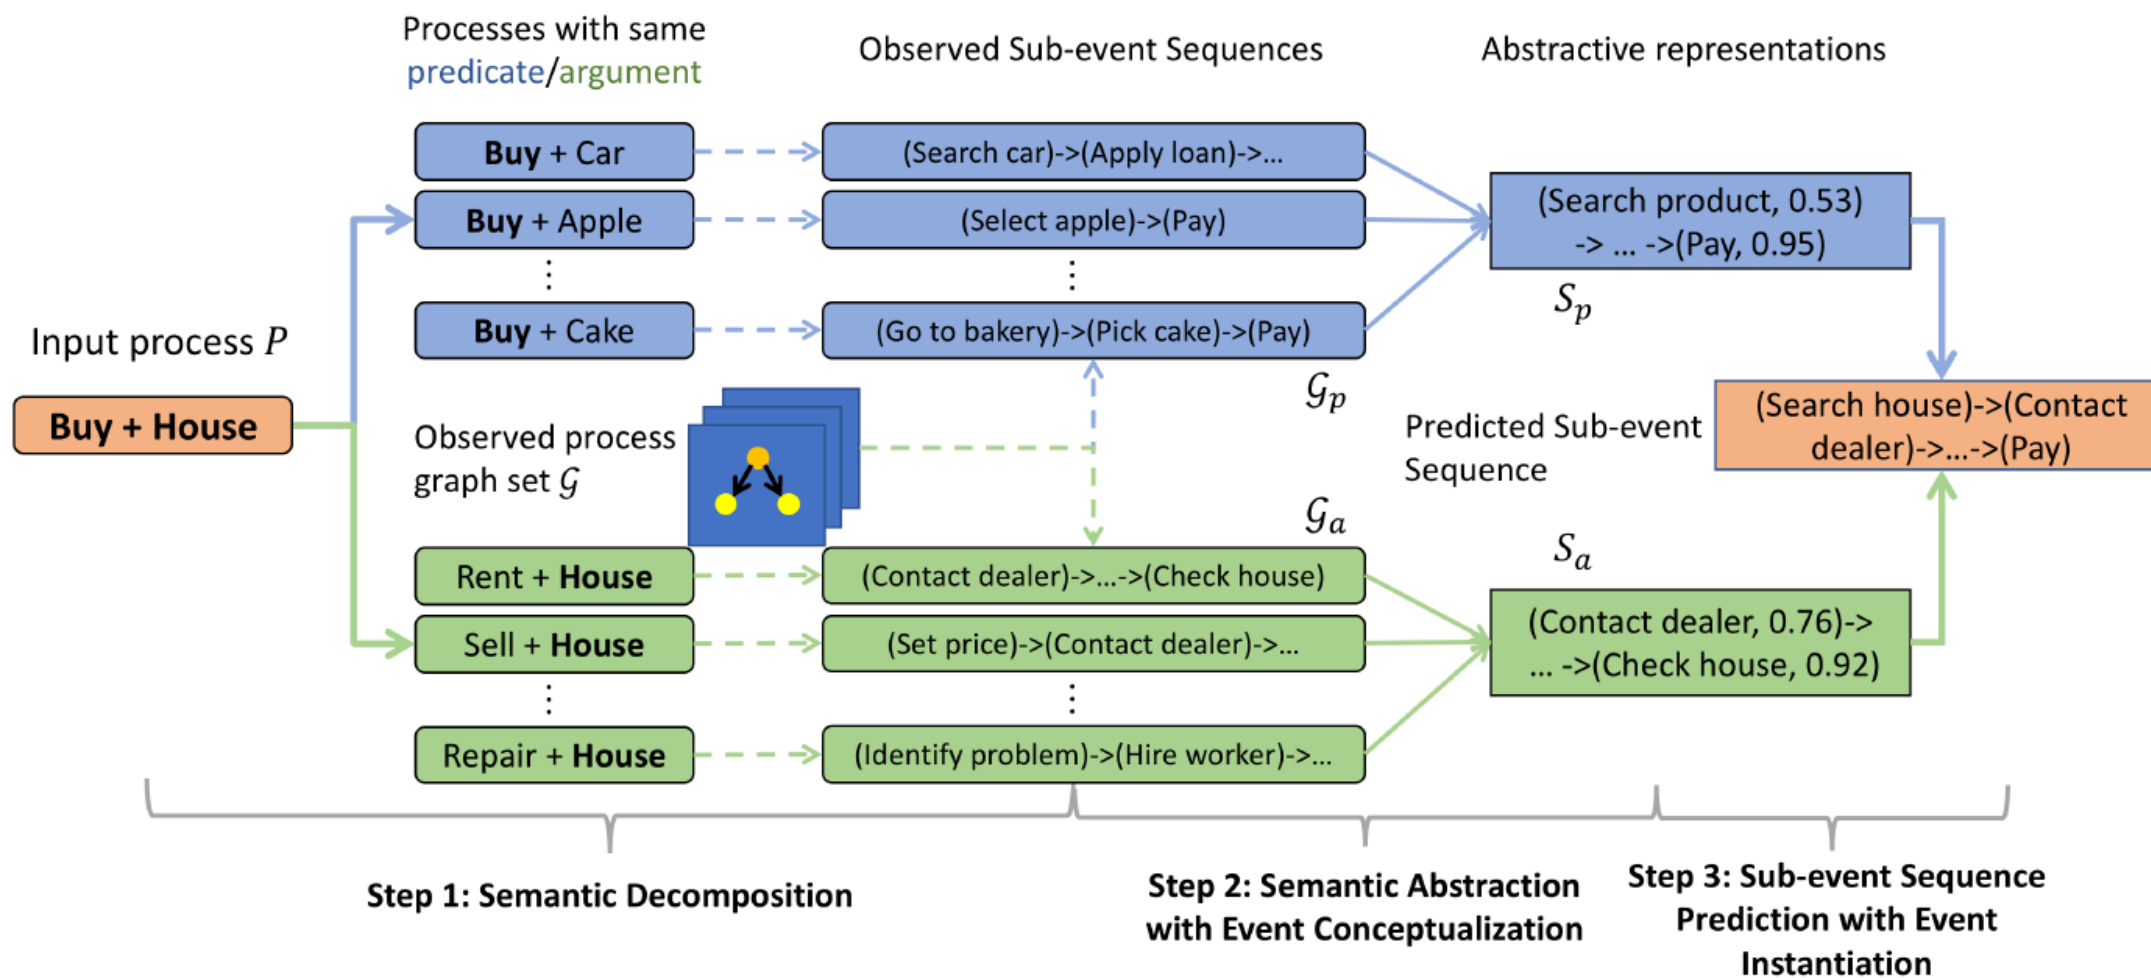 Processes with same
predicate/argument
Observed Sub-event Sequences
Abstractive representations
Buy + Car
(Search car)->(Apply loan)->...
Buy + Apple
(Select apple)->(Pay)
⋮
⋮
Buy + Cake
(Go to bakery)->(Pick cake)->(Pay)
(Search product, 0.53)
-> ... ->(Pay, 0.95)
S_p
Input process P
Buy + House
Observed process
graph set 𝒢
𝒢_p
𝒢_a
Predicted Sub-event
Sequence
(Search house)->(Contact
dealer)->...->(Pay)
Rent + House
(Contact dealer)->...->(Check house)
Sell + House
(Set price)->(Contact dealer)->...
⋮
⋮
Repair + House
(Identify problem)->(Hire worker)->...
S_a
(Contact dealer, 0.76)->
... ->(Check house, 0.92)
Step 1: Semantic Decomposition
Step 2: Semantic Abstraction
with Event Conceptualization
Step 3: Sub-event Sequence
Prediction with Event
Instantiation